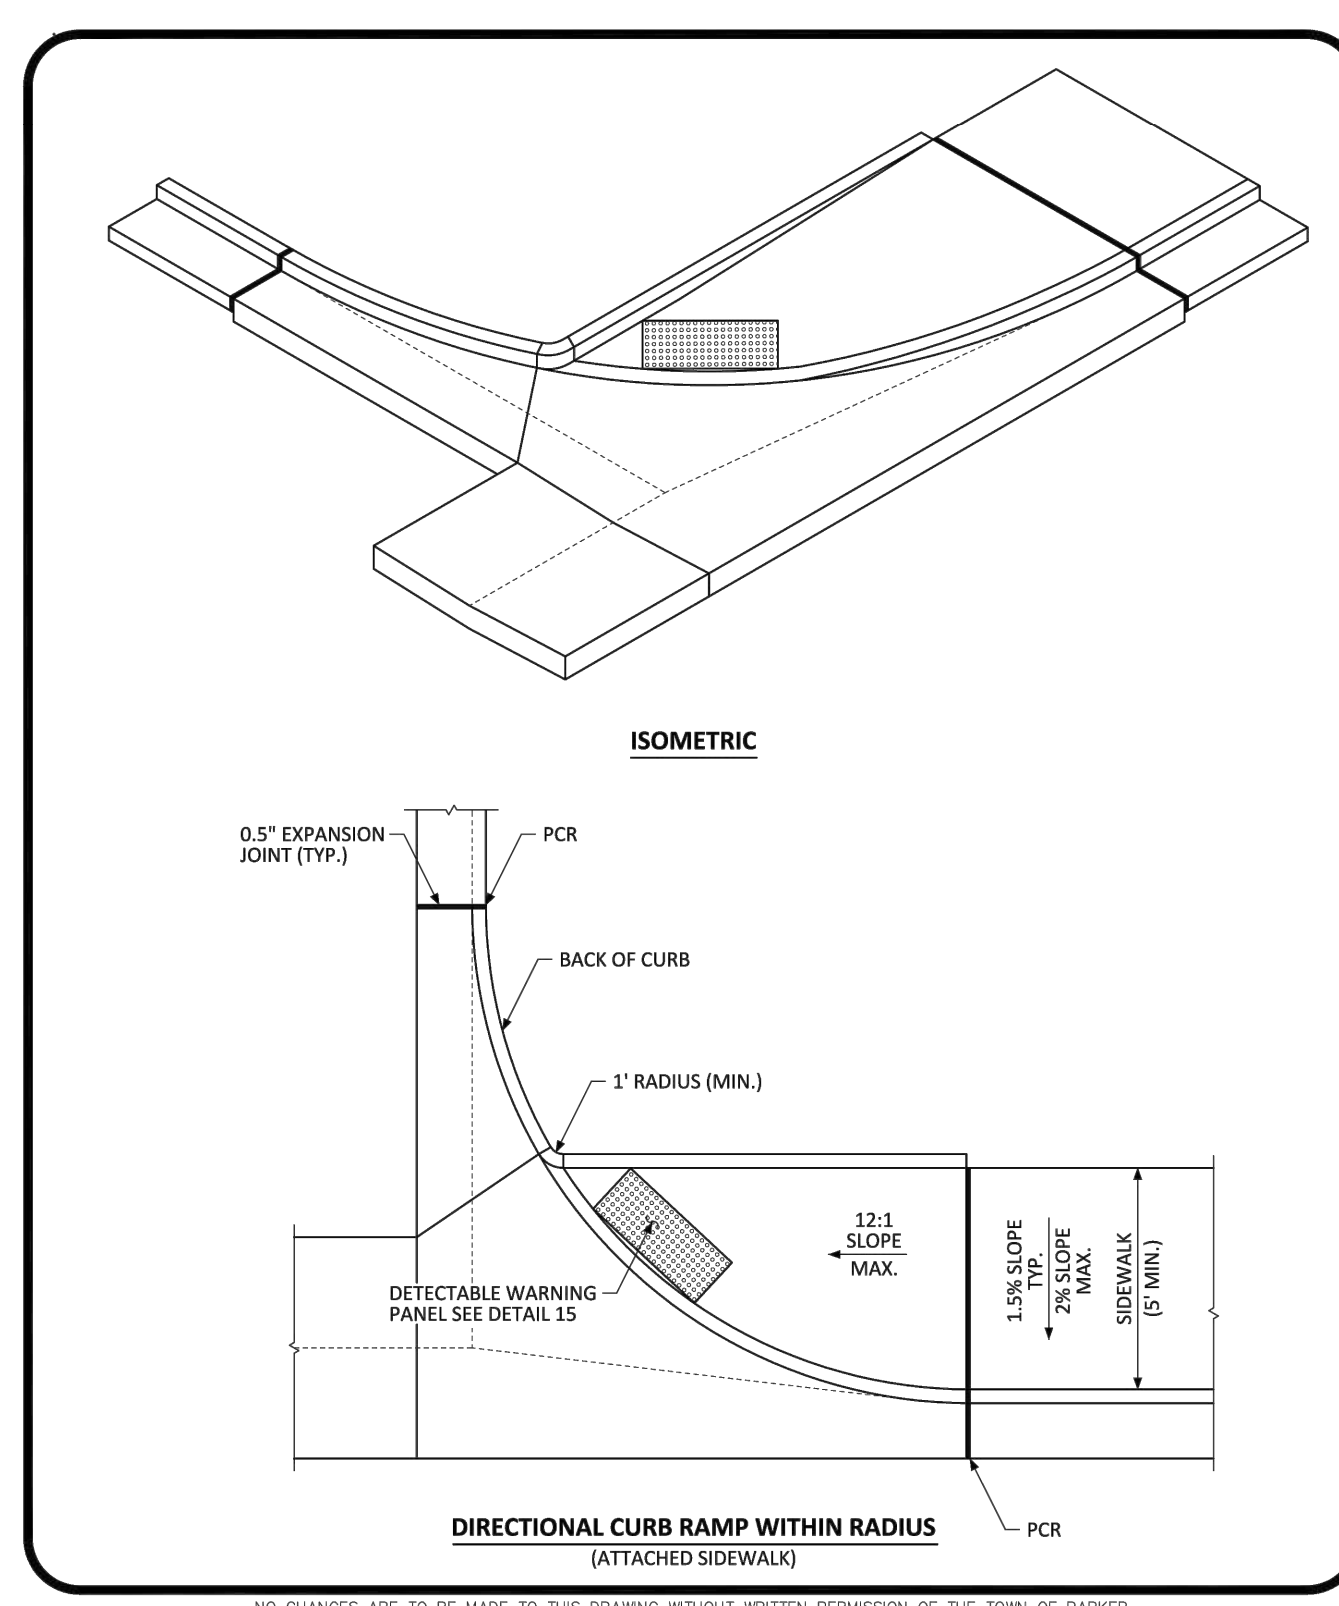 ISOMETRIC
0.5" EXPANSION
JOINT (TYP.)
PCR
BACK OF CURB
1' RADIUS (MIN.)
12:1
SLOPE
MAX.
1.5% SLOPE
TYP.
2% SLOPE
MAX.
SIDEWALK
(5' MIN.)
DETECTABLE WARNING
PANEL SEE DETAIL 15
DIRECTIONAL CURB RAMP WITHIN RADIUS
(ATTACHED SIDEWALK)
PCR
NO CHANGES ARE TO BE MADE TO THIS DRAWING WITHOUT WRITTEN PERMISSION OF THE TOWN OF PARKER